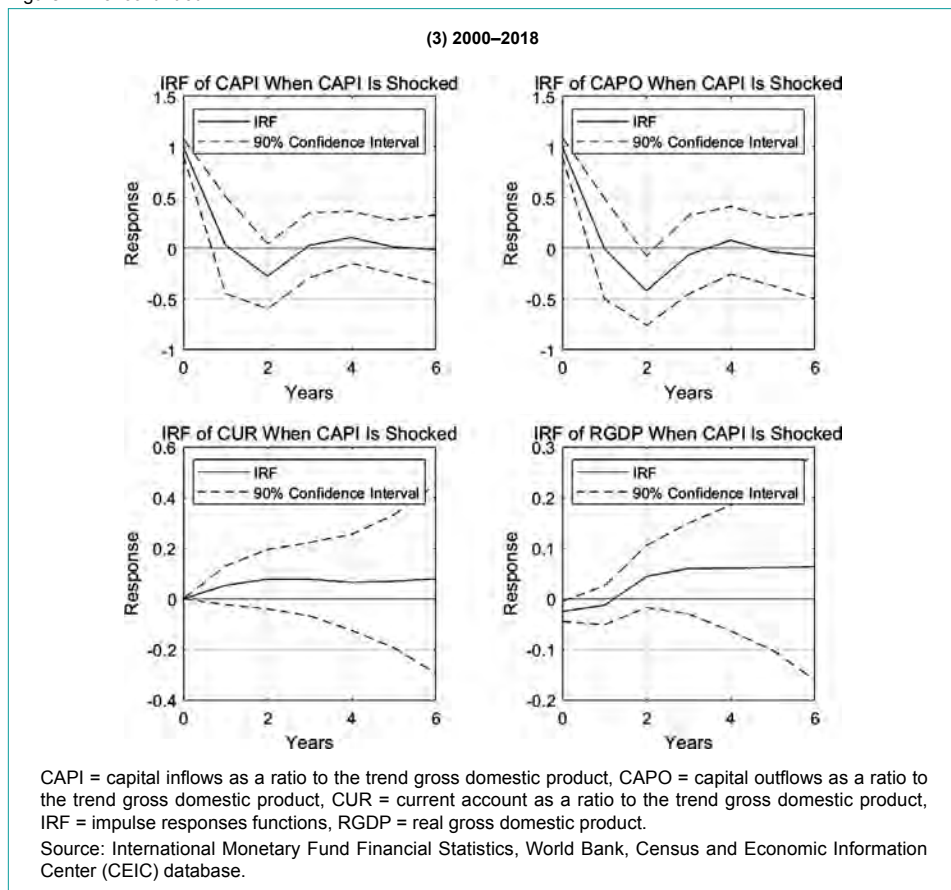 (3) 2000–2018
IRF of CAPI When CAPI Is Shocked
1.5
1
0.5
0
-0.5
-1
Response
IRF
90% Confidence Interval
0
2
4
6
Years
IRF of CAPO When CAPI Is Shocked
1.5
1
0.5
0
-0.5
-1
Response
IRF
90% Confidence Interval
0
2
4
6
Years
IRF of CUR When CAPI Is Shocked
0.6
0.4
0.2
0
-0.2
-0.4
Response
IRF
90% Confidence Interval
0
2
4
6
Years
IRF of RGDP When CAPI Is Shocked
0.3
0.2
0.1
0
-0.1
-0.2
Response
IRF
90% Confidence Interval
0
2
4
6
Years
CAPI = capital inflows as a ratio to the trend gross domestic product, CAPO = capital outflows as a ratio to
the trend gross domestic product, CUR = current account as a ratio to the trend gross domestic product,
IRF = impulse responses functions, RGDP = real gross domestic product.
Source: International Monetary Fund Financial Statistics, World Bank, Census and Economic Information
Center (CEIC) database.